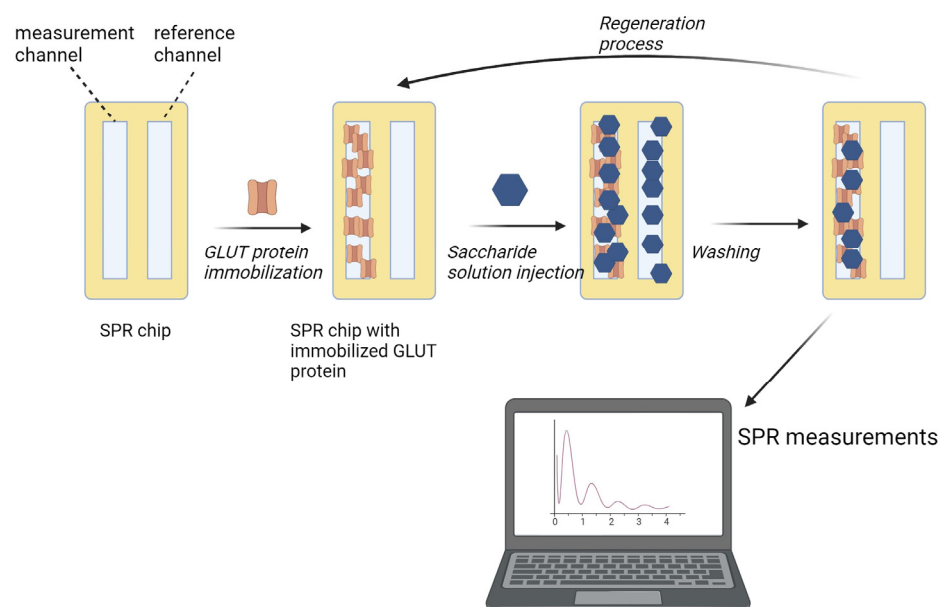 Regeneration
process
measurement
channel
reference
channel
GLUT protein
immobilization
Saccharide
solution injection
Washing
SPR chip
SPR chip with
immobilized GLUT
protein
SPR measurements
0 1 2 3 4